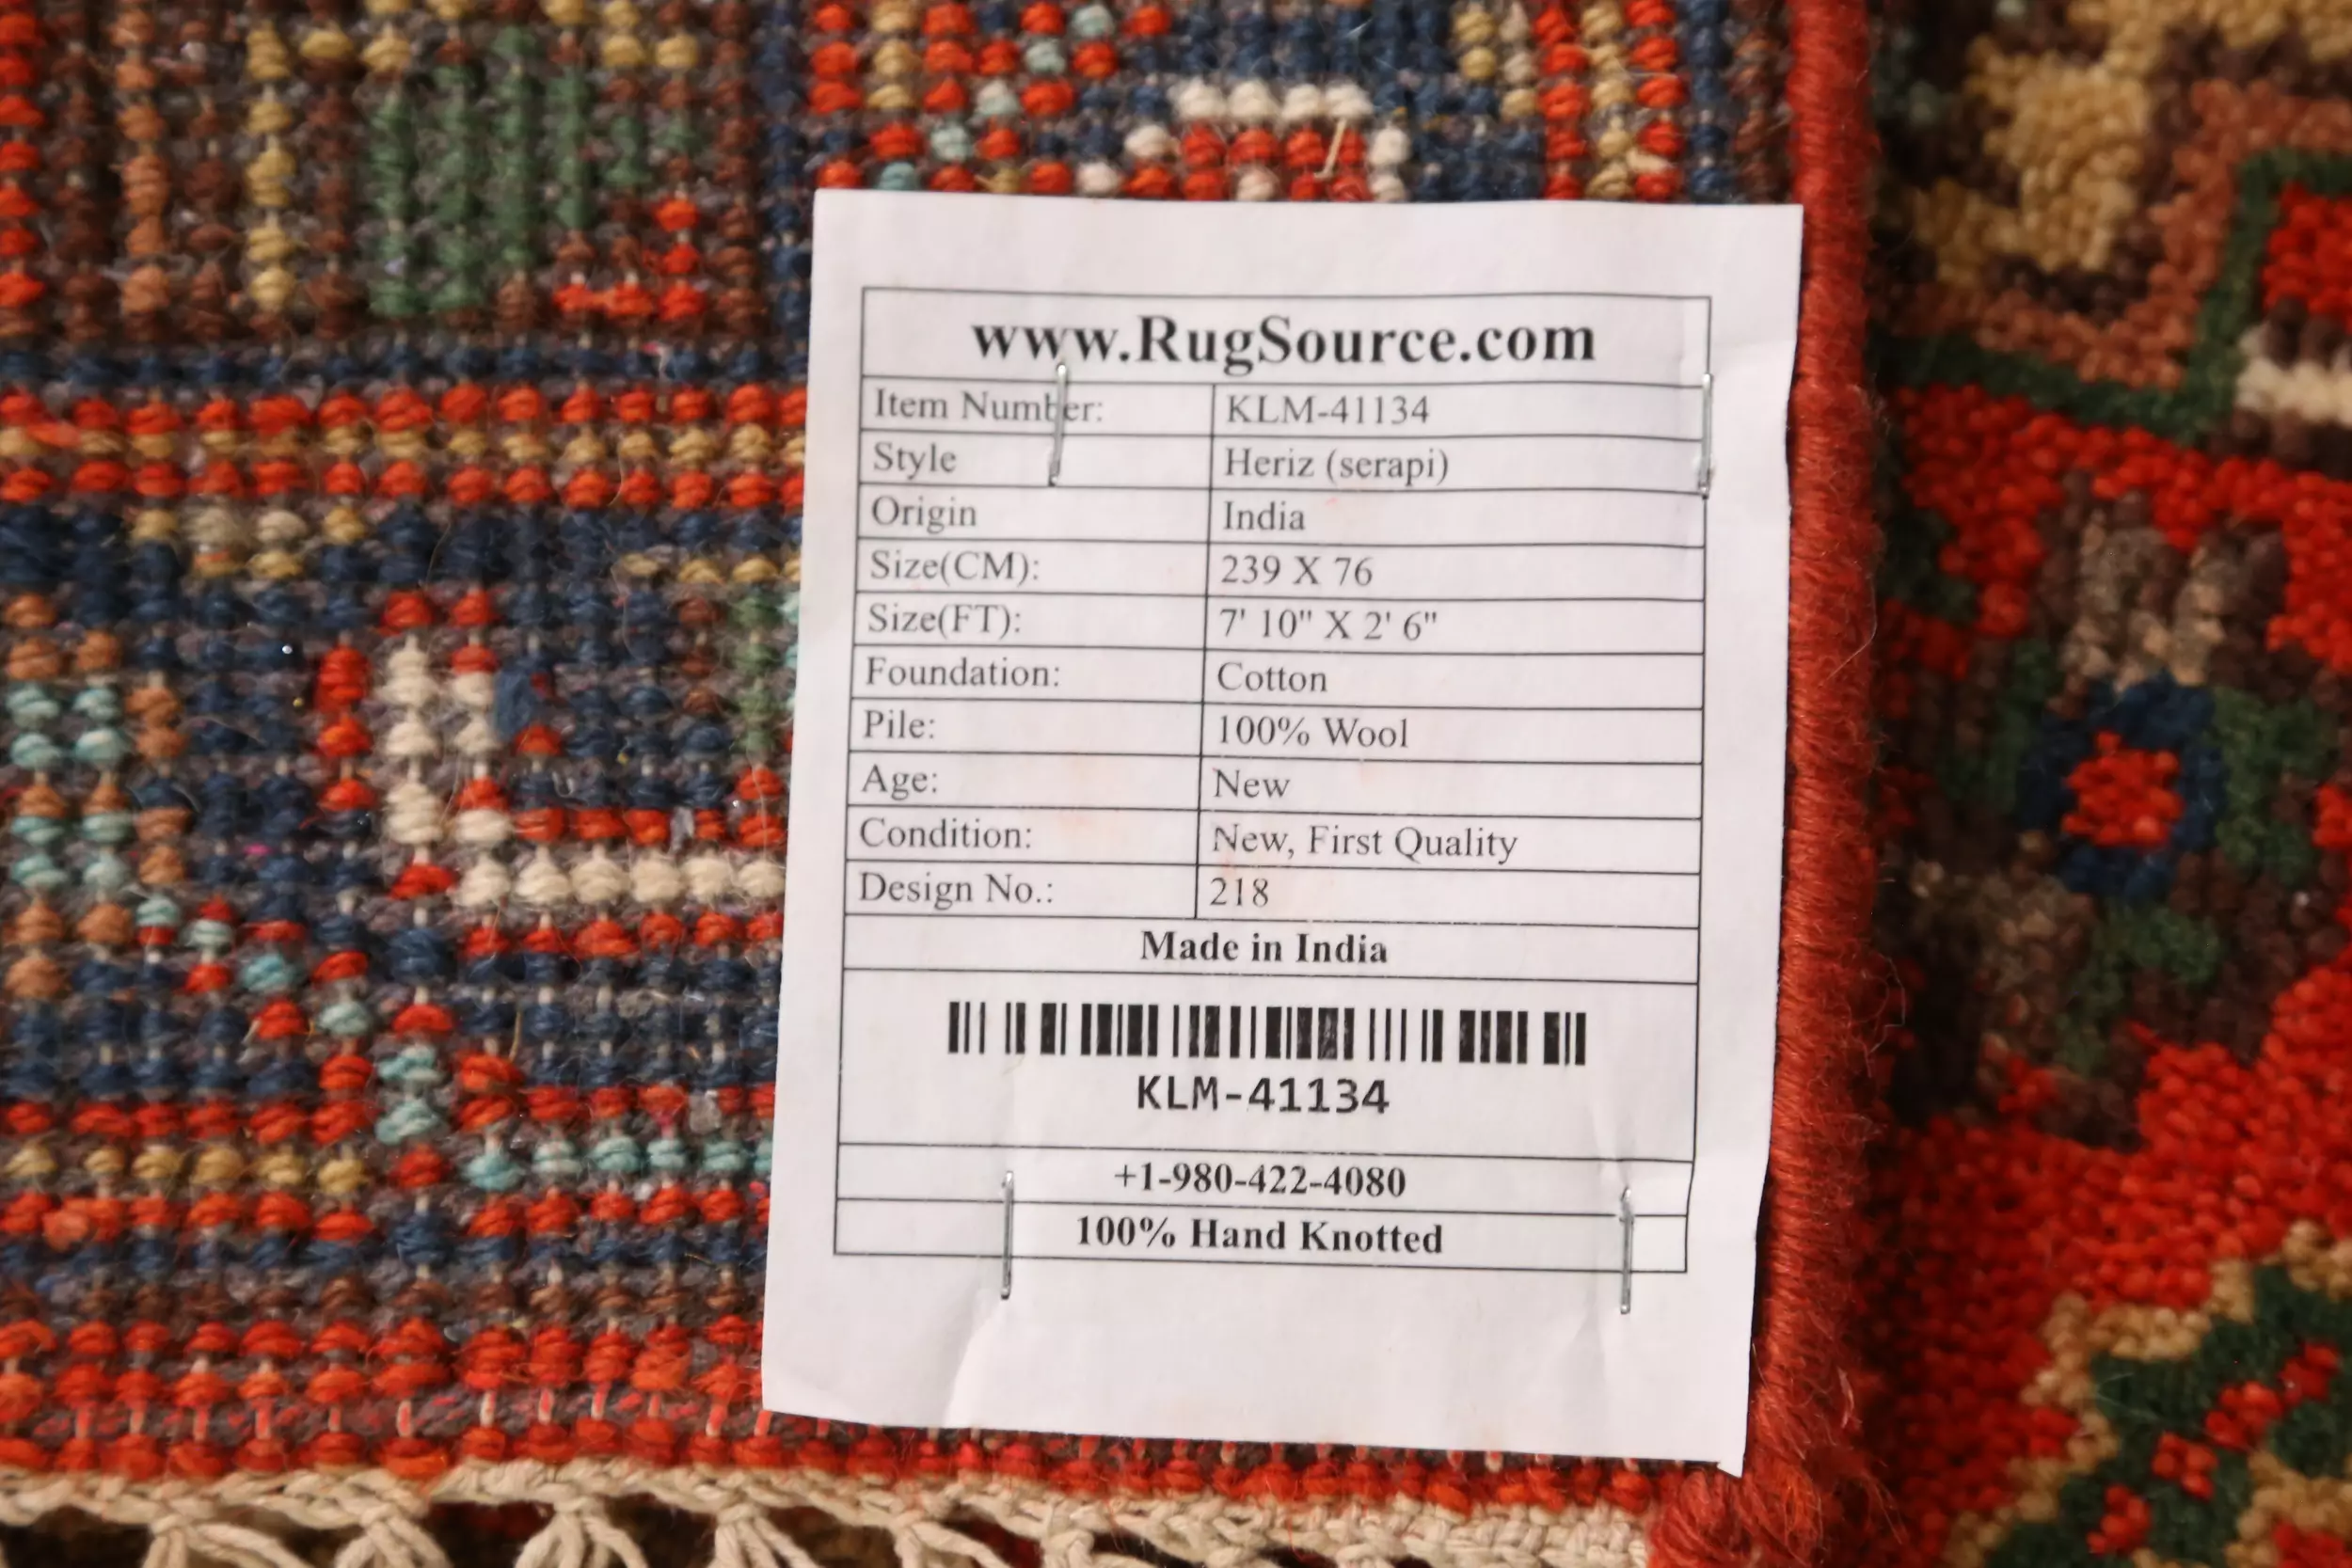 www.RugSource.com
Item Number: KLM-41134
Style Heriz (serapi)
Origin India
Size(CM): 239 X 76
Size(FT): 7' 10" X 2' 6"
Foundation: Cotton
Pile: 100% Wool
Age: New
Condition: New, First Quality
Design No.: 218
Made in India
KLM-41134
+1-980-422-4080
100% Hand Knotted